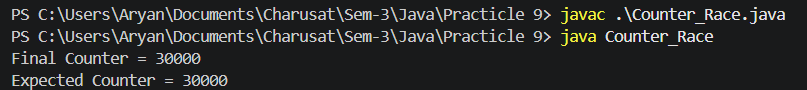 PS C:\Users\Aryan\Documents\Charusat\Sem-3\Java\Practicle 9> javac .\Counter_Race.java
PS C:\Users\Aryan\Documents\Charusat\Sem-3\Java\Practicle 9> java Counter_Race
Final Counter = 30000
Expected Counter = 30000